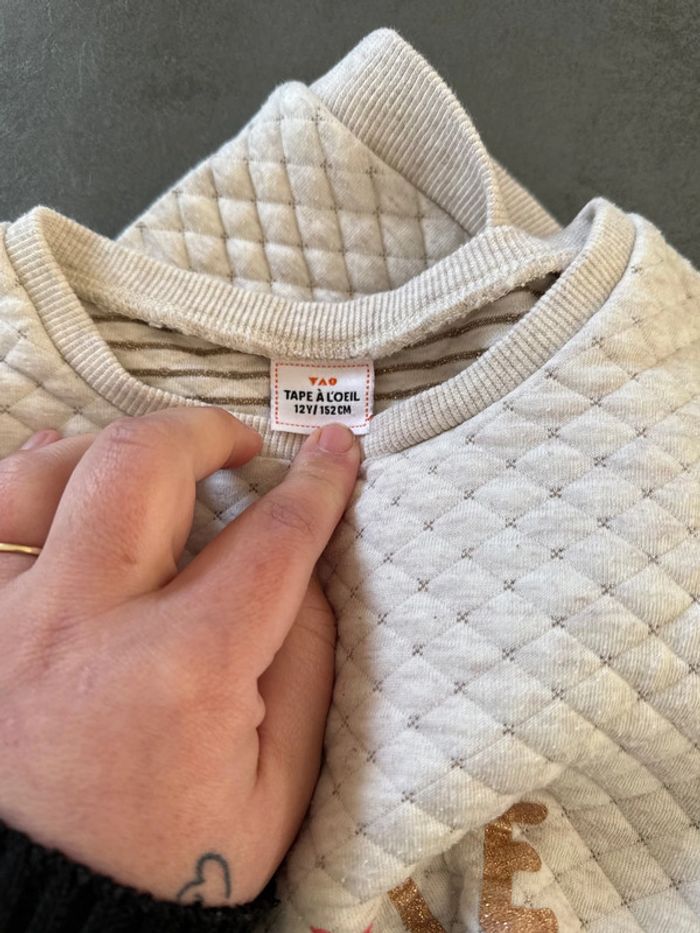 TAO
TAPE À L'OEIL
12Y/152CM